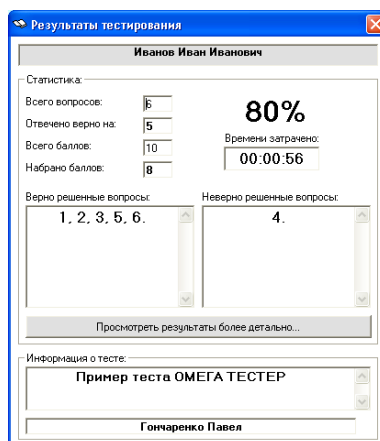 Результаты тестирования
Иванов Иван Иванович
Статистика:
Всего вопросов: 6
Отвечено верно на: 5
Всего баллов: 10
Набрано баллов: 8
80%
Времени затрачено:
00:00:56
Верно решенные вопросы: Неверно решенные вопросы:
1, 2, 3, 5, 6. 4.
Просмотреть результаты более детально...
Информация о тесте:
Пример теста ОМЕГА ТЕСТЕР
Гончаренко Павел